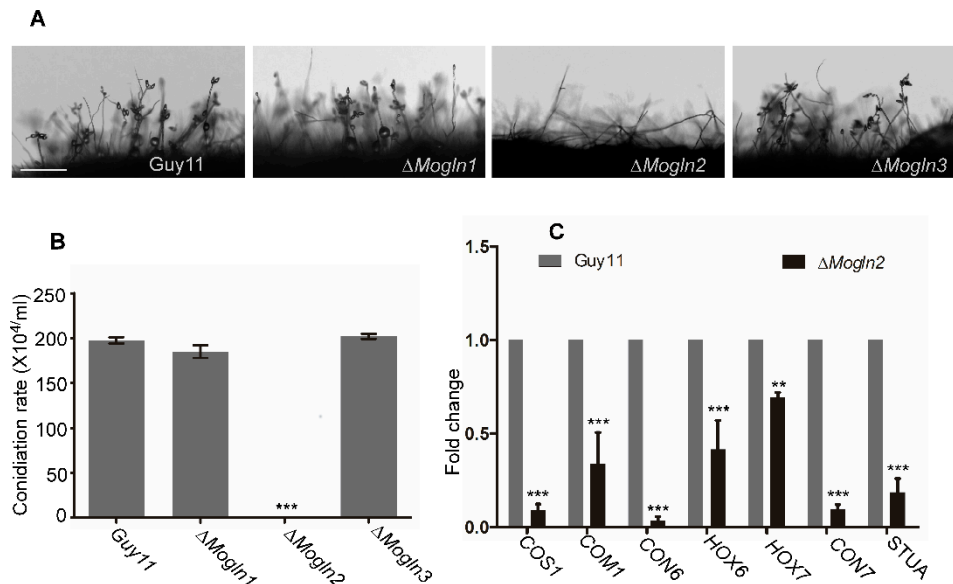 A
Guy11
ΔMogln1
ΔMogln2
ΔMogln3
B
Conidiation rate (X10⁴/ml)
250
200
150
100
50
0
***
Guy11
ΔMogln1
ΔMogln2
ΔMogln3
C
Guy11
ΔMogln2
Fold change
1.5
1.0
0.5
0.0
***
***
***
***
**
***
***
COS1
COM1
CON6
HOX6
HOX7
CON7
STUA